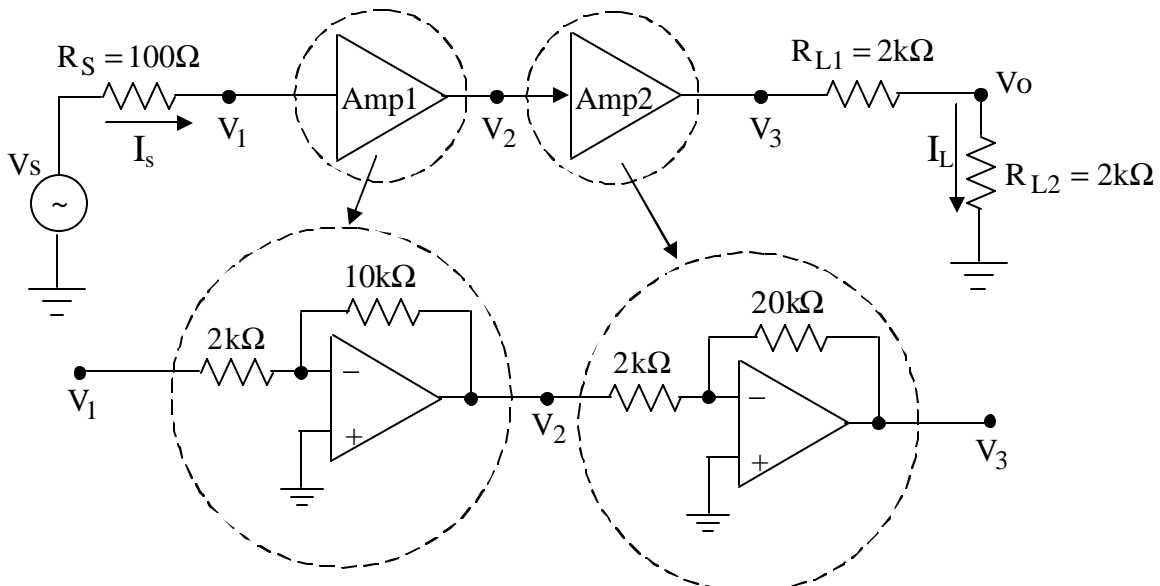 R_S = 100Ω
R_L1 = 2kΩ
Vo
Amp1
Amp2
V_1
V_2
V_3
I_s
I_L
Vs
R_L2 = 2kΩ
~
10kΩ
20kΩ
2kΩ
2kΩ
−
−
V_1
+
V_2
+
V_3